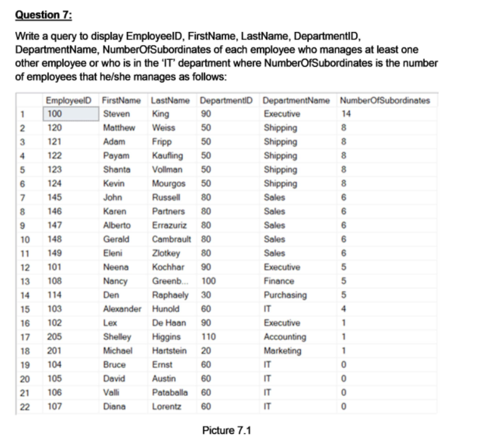 Question 7:
Write a query to display EmployeeID, FirstName, LastName, DepartmentID,
DepartmentName, NumberOfSubordinates of each employee who manages at least one
other employee or who is in the 'IT' department where NumberOfSubordinates is the number
of employees that he/she manages as follows:
EmployeeID FirstName LastName DepartmentID DepartmentName NumberOfSubordinates
1 100 Steven King 90 Executive 14
2 120 Matthew Weiss 50 Shipping 8
3 121 Adam Fripp 50 Shipping 8
4 122 Payam Kaufling 50 Shipping 8
5 123 Shanta Vollman 50 Shipping 8
6 124 Kevin Mourgos 50 Shipping 8
7 145 John Russell 80 Sales 6
8 146 Karen Partners 80 Sales 6
9 147 Alberto Errazuriz 80 Sales 6
10 148 Gerald Cambrault 80 Sales 6
11 149 Eleni Zlotkey 80 Sales 6
12 101 Neena Kochhar 90 Executive 5
13 108 Nancy Greenb... 100 Finance 5
14 114 Den Raphaely 30 Purchasing 5
15 103 Alexander Hunold 60 IT 4
16 102 Lex De Haan 90 Executive 1
17 205 Shelley Higgins 110 Accounting 1
18 201 Michael Hartstein 20 Marketing 1
19 104 Bruce Ernst 60 IT 0
20 105 David Austin 60 IT 0
21 106 Valli Pataballa 60 IT 0
22 107 Diana Lorentz 60 IT 0
Picture 7.1